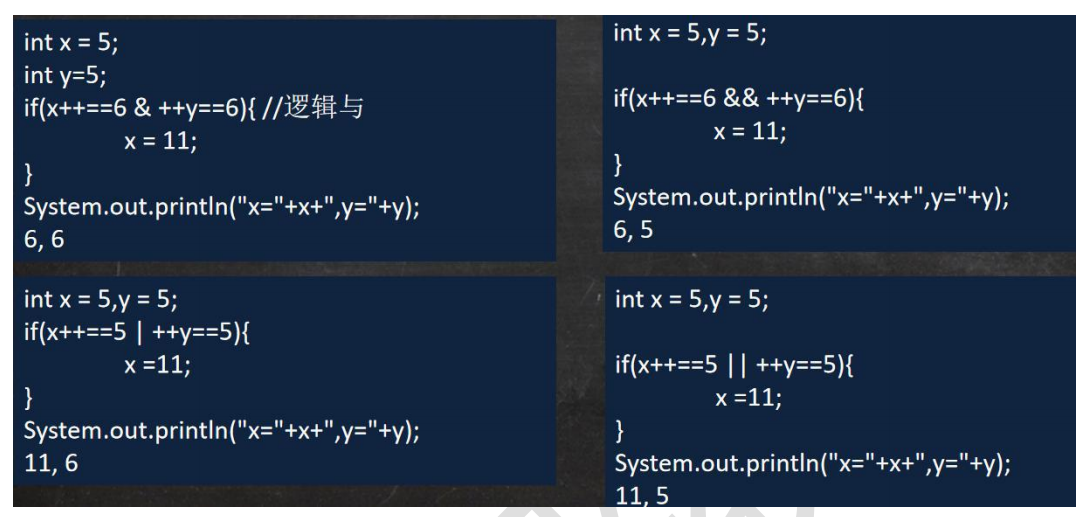 int x = 5;
int y=5;
if(x++==6 & ++y==6){ //逻辑与
x = 11;
}
System.out.println("x="+x+",y="+y);
6, 6
int x = 5,y = 5;
if(x++==6 && ++y==6){
x = 11;
}
System.out.println("x="+x+",y="+y);
6, 5
int x = 5,y = 5;
if(x++==5 | ++y==5){
x =11;
}
System.out.println("x="+x+",y="+y);
11, 6
int x = 5,y = 5;
if(x++==5 || ++y==5){
x =11;
}
System.out.println("x="+x+",y="+y);
11, 5